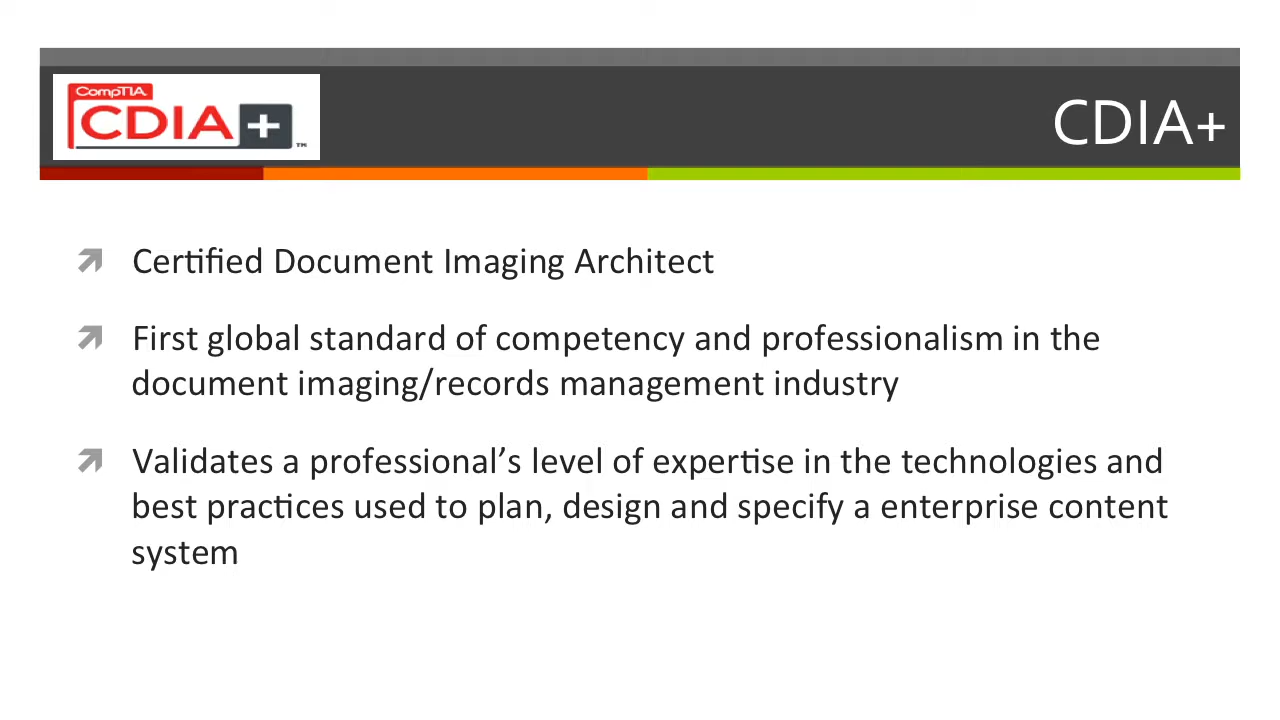 CompTIA
CDIA+ ™
CDIA+
Certified Document Imaging Architect
First global standard of competency and professionalism in the
document imaging/records management industry
Validates a professional’s level of expertise in the technologies and
best practices used to plan, design and specify a enterprise content
system